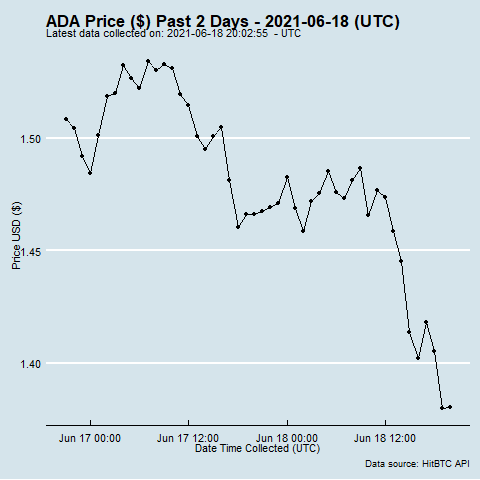 ADA Price ($) Past 2 Days - 2021-06-18 (UTC)
Latest data collected on: 2021-06-18 20:02:55 - UTC
1.50
1.45
1.40
Price USD ($)
Jun 17 00:00 Jun 17 12:00 Jun 18 00:00 Jun 18 12:00
Date Time Collected (UTC)
Data source: HitBTC API